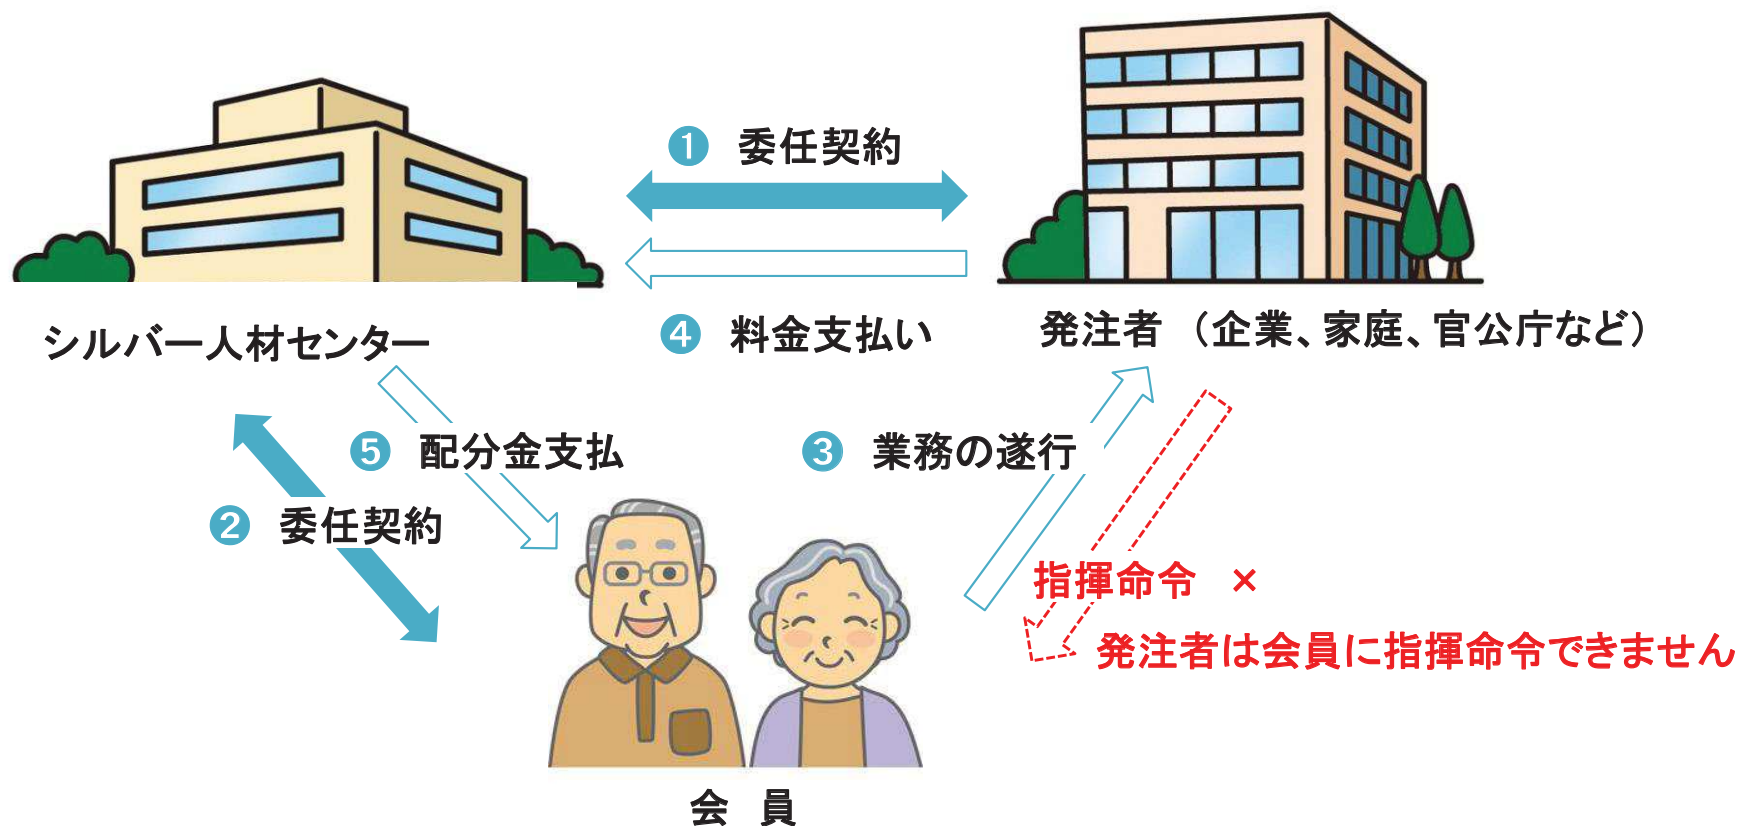 ❶ 委任契約
❹ 料金支払い
シルバー人材センター
発注者 （企業、家庭、官公庁など）
❺ 配分金支払
❸ 業務の遂行
❷ 委任契約
指揮命令 ×
発注者は会員に指揮命令できません
会 員